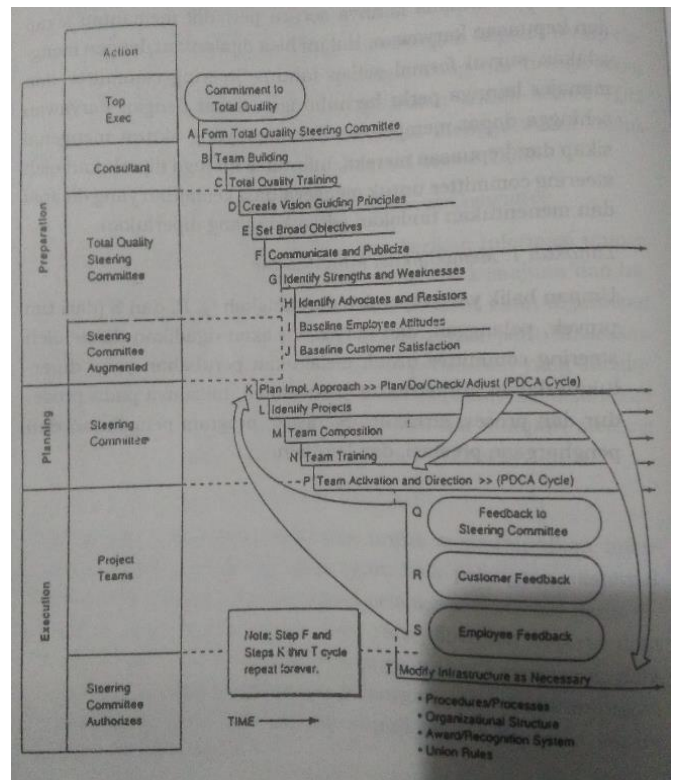 Action
Top
Exec
Commitment to
Total Quality
A Form Total Quality Steering Committee
B Team Building
Consultant
C Total Quality Training
D Create Vision Guiding Principles
E Set Broad Objectives
Preparation
Total Quality
Steering
Committee
F Communicate and Publicize
G Identify Strengths and Weaknesses
H Identify Advocates and Resistors
Steering
Committee
Augmented
I Baseline Employee Attitudes
J Baseline Customer Satisfaction
K Plan Impl. Approach >> Plan/Do/Check/Adjust (PDCA Cycle)
L Identify Projects
Planning
Steering
Committee
M Team Composition
N Team Training
P Team Activation and Direction >> (PDCA Cycle)
Q Feedback to
Steering Committee
Project
Teams
R Customer Feedback
Execution
S Employee Feedback
Note: Step F and
Steps K thru T cycle
repeat forever.
T Modify Infrastructure as Necessary
Steering
Committee
Authorizes
TIME
• Procedures/Processes
• Organizational Structure
• Award/Recognition System
• Union Rules